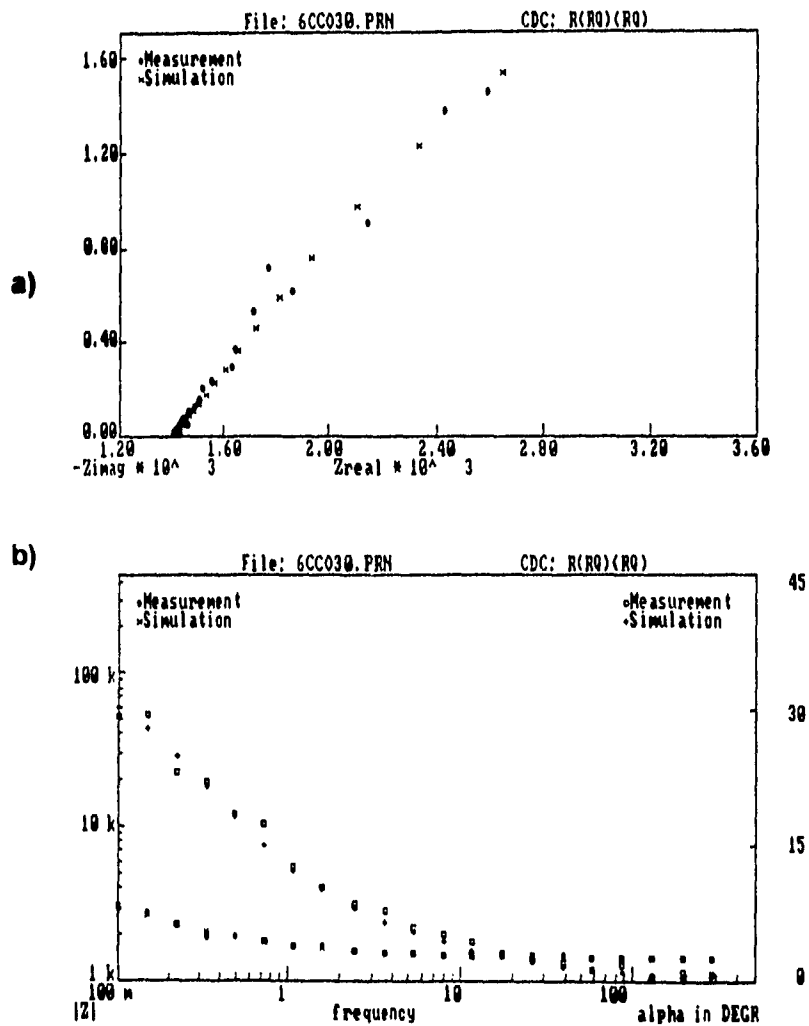 File: 6CC030.PRN CDC: R(RQ)(RQ)
Measurement
Simulation
1.60
1.20
0.80
0.40
0.00
a)
1.20 1.60 2.00 2.40 2.80 3.20 3.60
-Zimag * 10^ 3 Zreal * 10^ 3
b)
File: 6CC030.PRN CDC: R(RQ)(RQ)
Measurement
Simulation
Measurement
Simulation
100 k
10 k
1 k
45
30
15
0
100 m 1 10 100
|Z| frequency alpha in DEGR